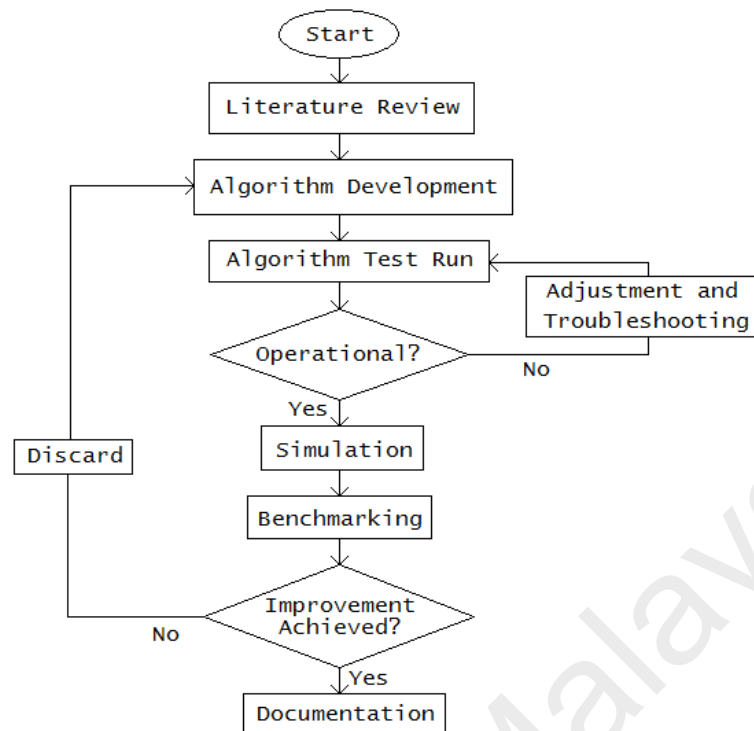 Start
Literature Review
Algorithm Development
Algorithm Test Run
Adjustment and
Troubleshooting
Operational?
No
Yes
Simulation
Discard
Benchmarking
Improvement
Achieved?
No
Yes
Documentation
Malaya